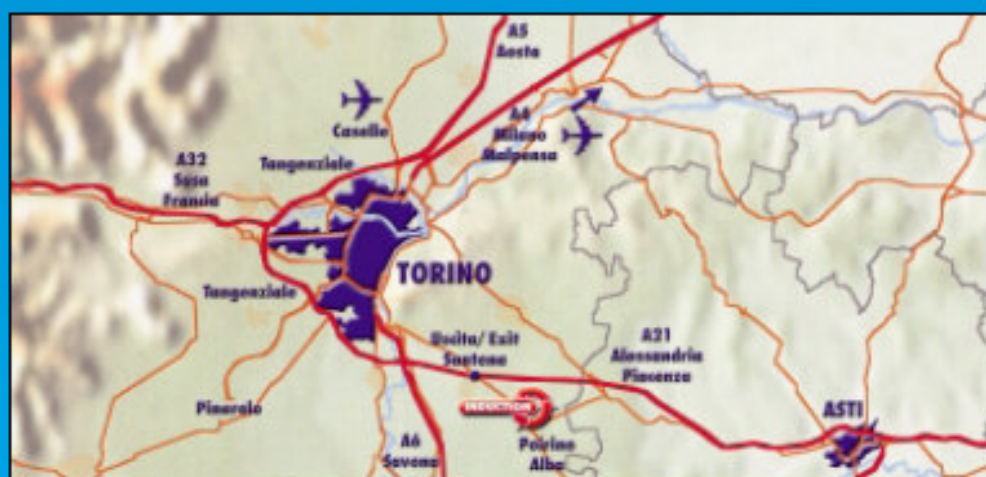 A5
Aosta
Caselle
A4
Milano
Malpensa
Tangenziale
A32
Susa
Francia
TORINO
Tangenziale
Uscita/Exit
Santena
A21
Alessandria
Piacenza
INDUCTION
ASTI
Pinerolo
A6
Savona
Poirino
Alba